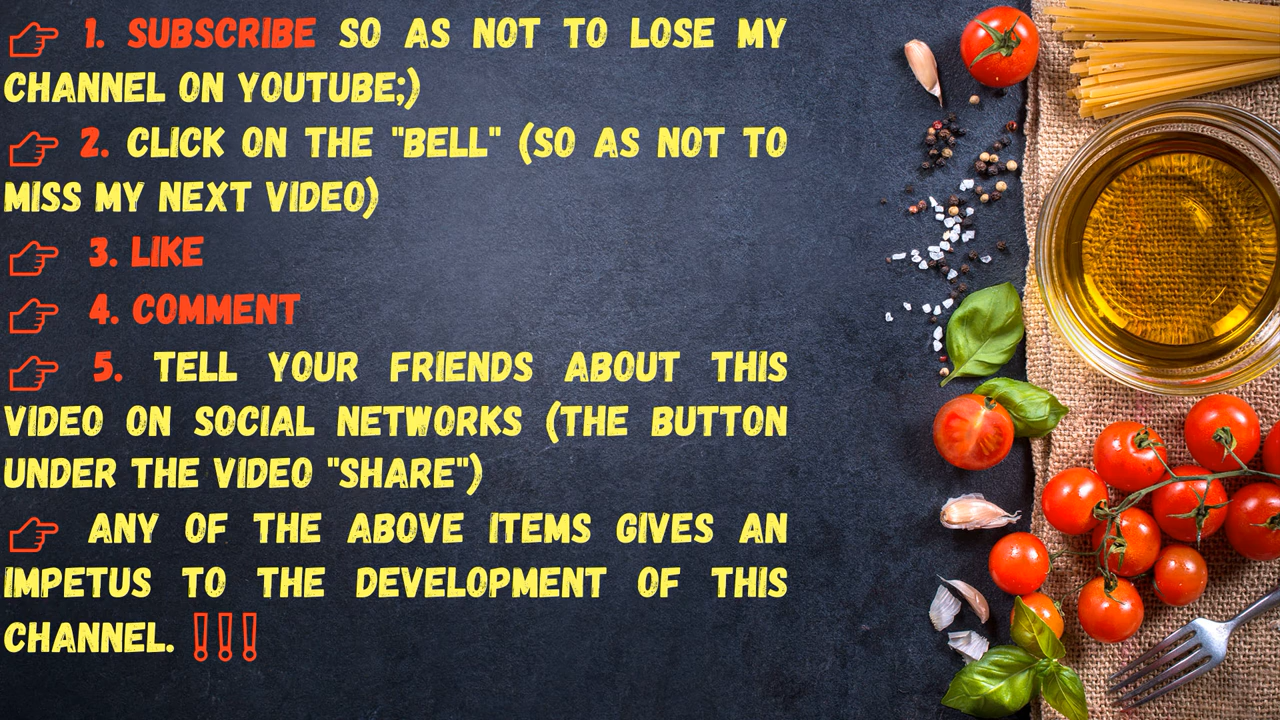 👉 1. SUBSCRIBE SO AS NOT TO LOSE MY
CHANNEL ON YOUTUBE;)
👉 2. CLICK ON THE "BELL" (SO AS NOT TO
MISS MY NEXT VIDEO)
👉 3. LIKE
👉 4. COMMENT
👉 5. TELL YOUR FRIENDS ABOUT THIS
VIDEO ON SOCIAL NETWORKS (THE BUTTON
UNDER THE VIDEO "SHARE")
👉 ANY OF THE ABOVE ITEMS GIVES AN
IMPETUS TO THE DEVELOPMENT OF THIS
CHANNEL. ❗❗❗